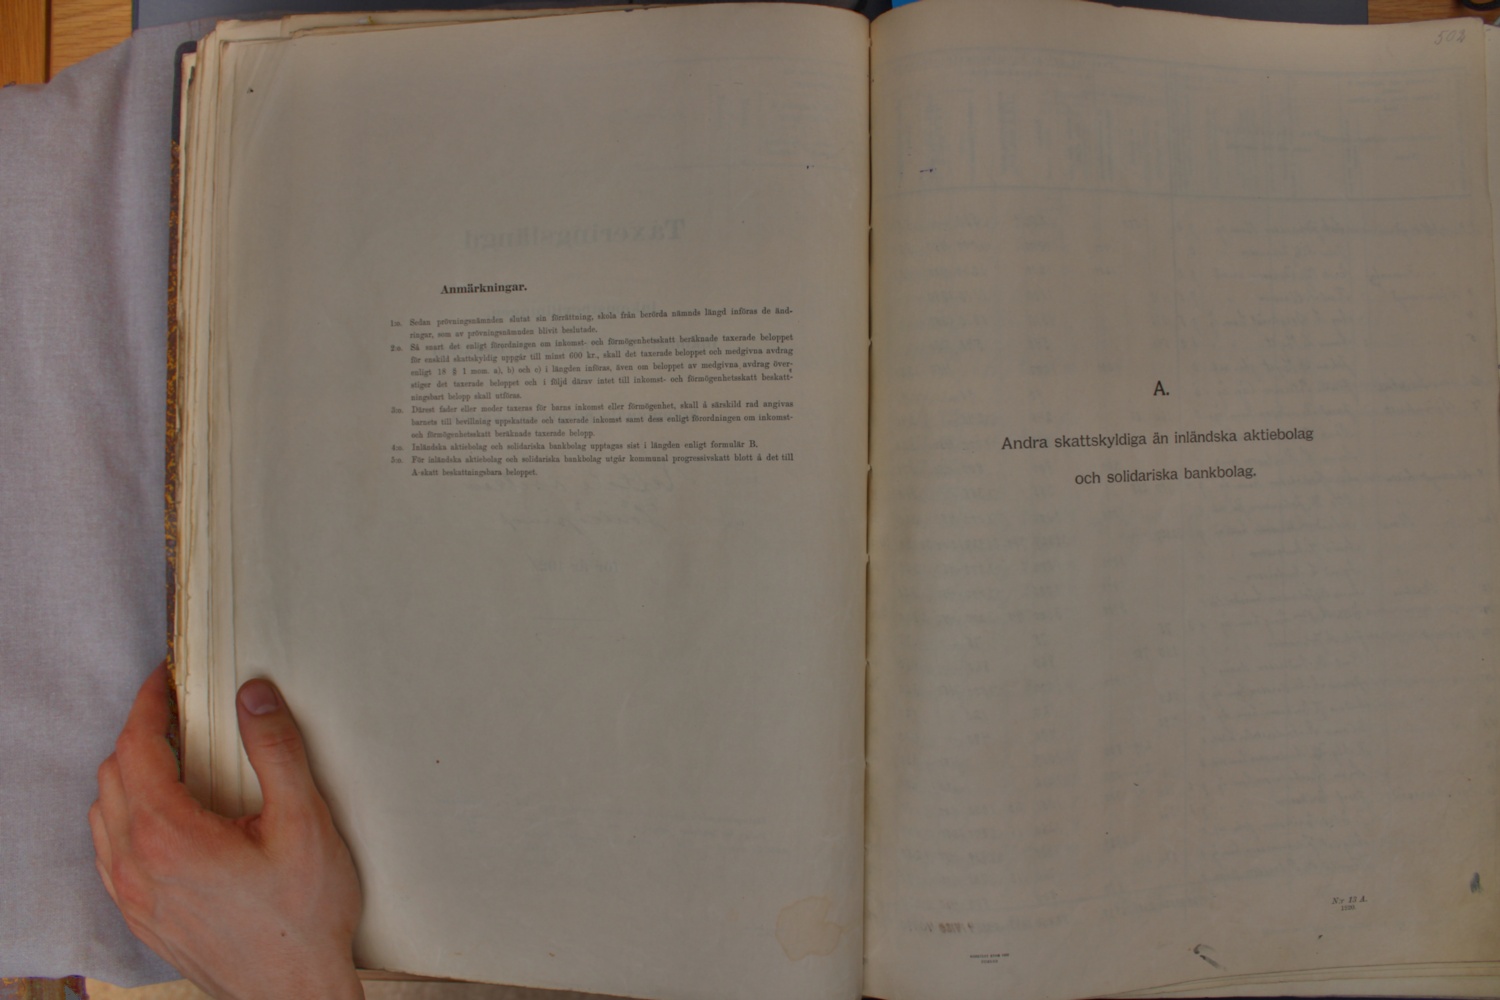 Anmärkningar.
1:o. Sedan prövningsnämnden slutat sin förrättning, skola från berörda nämnds längd införas de änd-
ringar, som av prövningsnämnden blivit beslutade.
2:o. Så snart det enligt förordningen om inkomst- och förmögenhetsskatt beräknade taxerade beloppet
för enskild skattskyldig uppgår till minst 600 kr., skall det taxerade beloppet och medgivna avdrag
enligt 18 § 1 mom. a), b) och c) i längden införas, även om beloppet av medgivna avdrag över-
stiger det taxerade beloppet och i följd därav intet till inkomst- och förmögenhetsskatt beskatt-
ningsbart belopp skall utföras.
3:o. Därest fader eller moder taxeras för barns inkomst eller förmögenhet, skall å särskild rad angivas
barnets till bevillning uppskattade och taxerade inkomst samt dess enligt förordningen om inkomst-
och förmögenhetsskatt beräknade taxerade belopp.
4:o. Inländska aktiebolag och solidariska bankbolag upptagas sist i längden enligt formulär B.
5:o. För inländska aktiebolag och solidariska bankbolag utgår kommunal progressivskatt blott å det till
A-skatt beskattningsbara beloppet.
502
A.
Andra skattskyldiga än inländska aktiebolag
och solidariska bankbolag.
N:r 12 A.